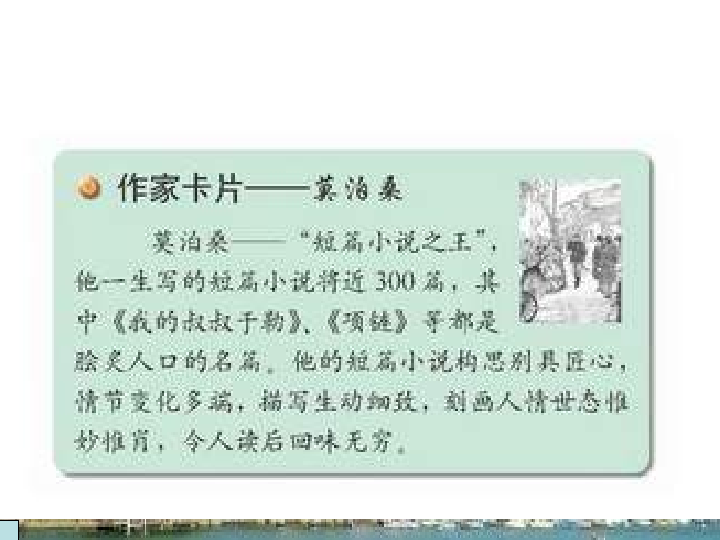 作家卡片——莫泊桑
莫泊桑——“短篇小说之王”，
他一生写的短篇小说将近 300 篇，其
中《我的叔叔于勒》、《项链》等都是
脍炙人口的名篇。他的短篇小说构思别具匠心，
情节变化多端，描写生动细致，刻画人情世态惟
妙惟肖，令人读后回味无穷。